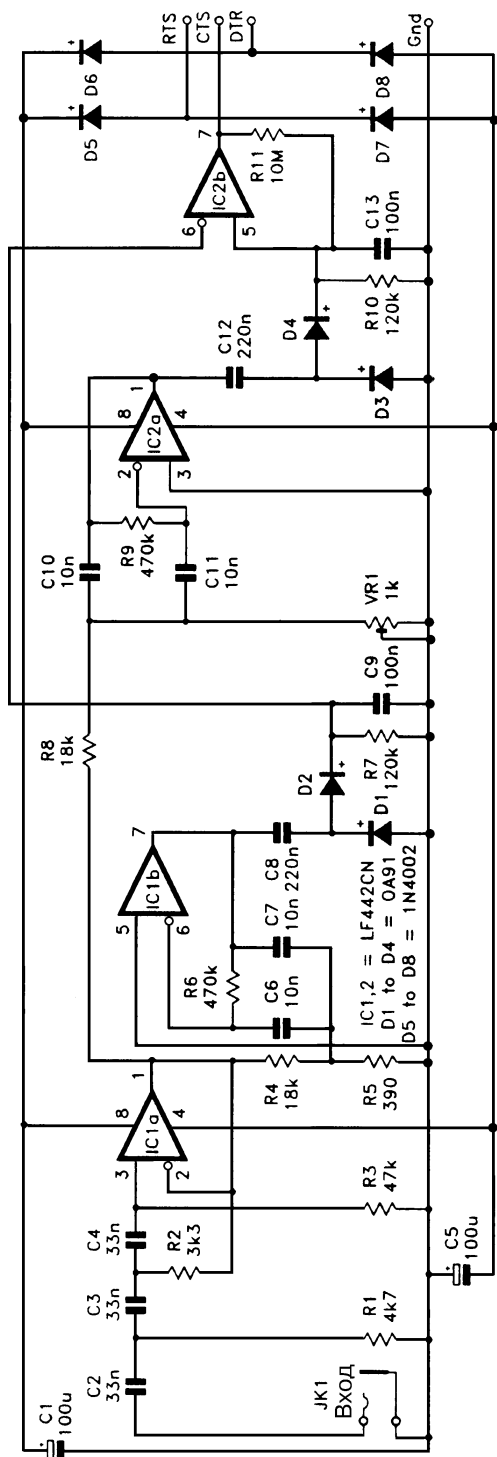 C1
100u
C2
33n
C3
33n
C4
33n
R2
3k3
R1
4k7
R3
47k
JK1
Вход
C5
100u
IC1a
3
2
8
4
1
R4
18k
R5
390
IC1b
5
6
7
R6
470k
C6
10n
C7
10n
C8
220n
D2
D1
R7
120k
C9
100n
IC1,2 = LF442CN
D1 to D4 = OA91
D5 to D8 = 1N4002
R8
18k
VR1
1k
C10
10n
R9
470k
C11
10n
IC2a
2
3
8
4
1
C12
220n
D4
D3
R10
120k
C13
100n
IC2b
6
5
7
R11
10M
D5
D6
D7
D8
RTS
CTS
DTR
Gnd
+
+
+
+
+
+
+
+
+
+